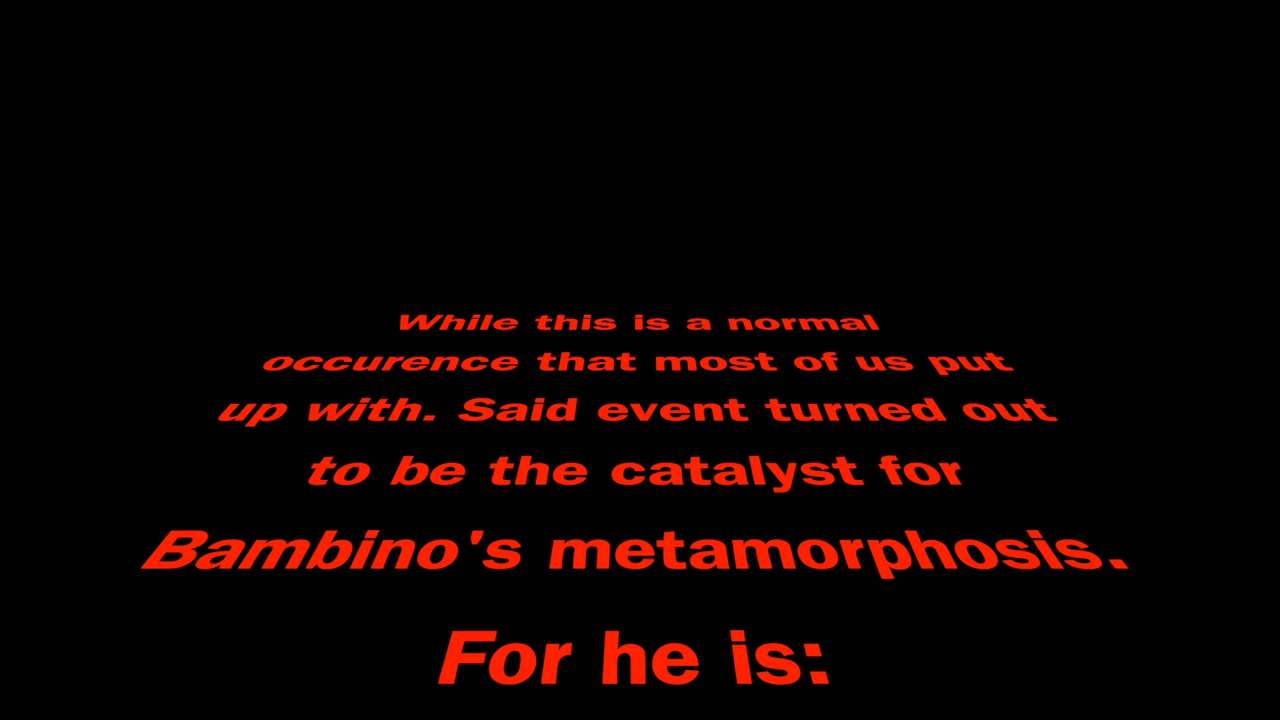 While this is a normal
occurence that most of us put
up with. Said event turned out
to be the catalyst for
Bambino's metamorphosis.
For he is: